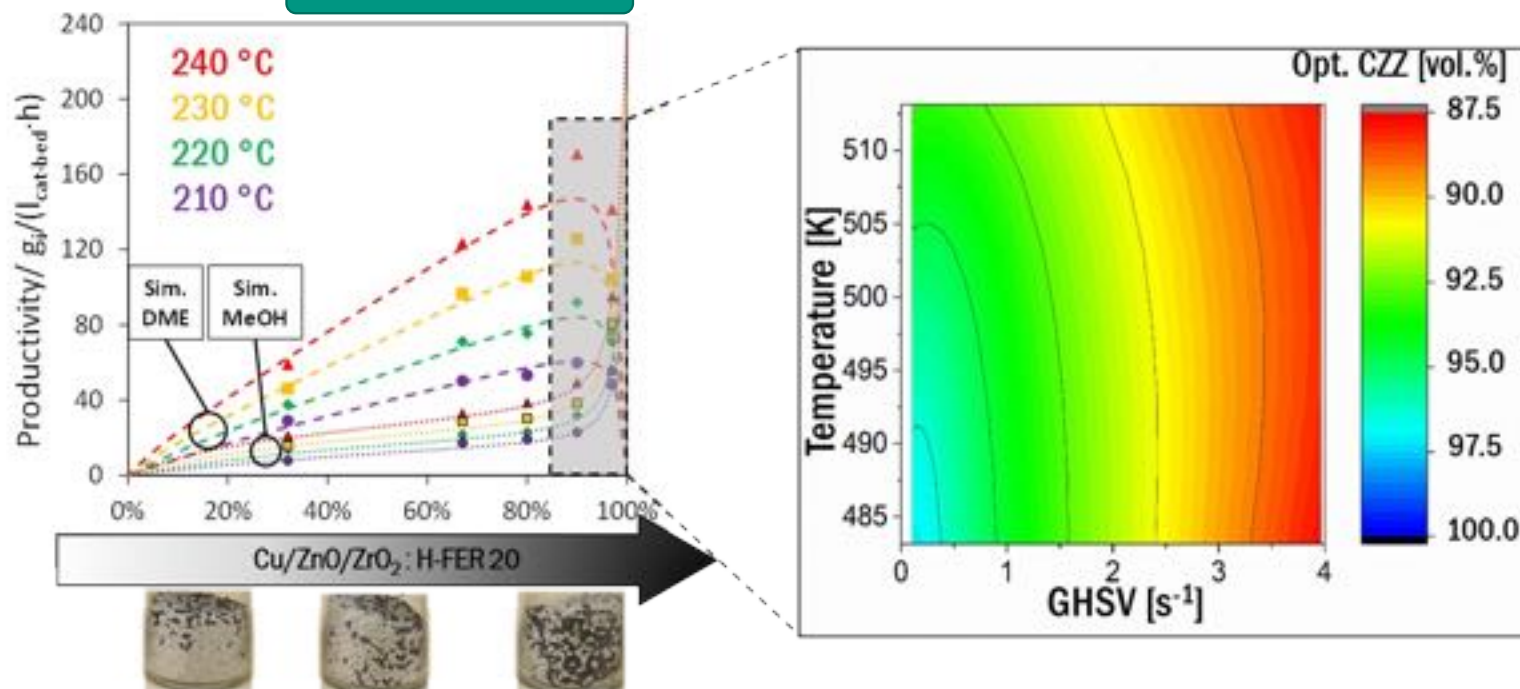 240
200
160
120
80
40
0
Productivity/ g_i/(l_cat-bed·h)
240 °C
230 °C
220 °C
210 °C
Sim.
DME
Sim.
MeOH
0% 20% 40% 60% 80% 100%
Cu/ZnO/ZrO₂ : H-FER 20
Opt. CZZ [vol.%]
87.5
90.0
92.5
95.0
97.5
100.0
Temperature [K]
510
505
500
495
490
485
0 1 2 3 4
GHSV [s⁻¹]